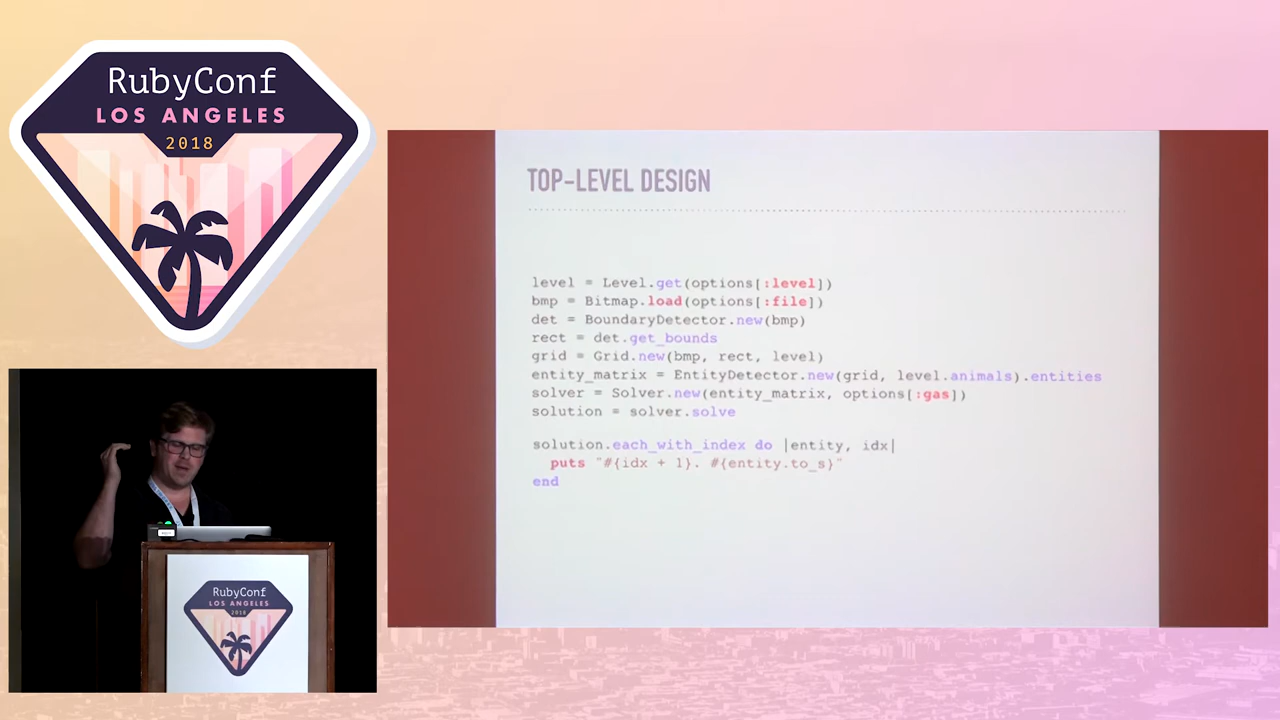 RubyConf
LOS ANGELES
2018
TOP-LEVEL DESIGN
level = Level.get(options[:level])
bmp = Bitmap.load(options[:file])
det = BoundaryDetector.new(bmp)
rect = det.get_bounds
grid = Grid.new(bmp, rect, level)
entity_matrix = EntityDetector.new(grid, level.animals).entities
solver = Solver.new(entity_matrix, options[:gas])
solution = solver.solve
solution.each_with_index do |entity, idx|
  puts "#{idx + 1}. #{entity.to_s}"
end
RubyConf
LOS ANGELES
2018